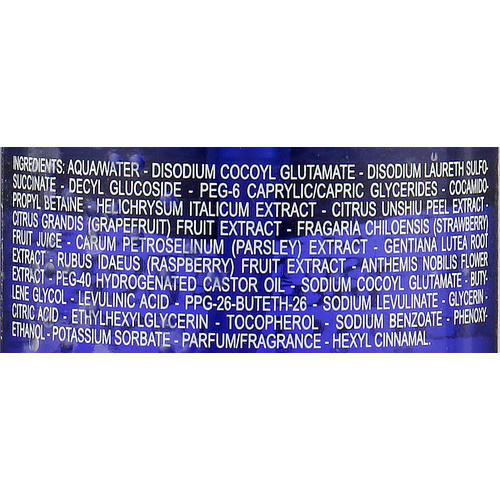 INGREDIENTS: AQUA/WATER - DISODIUM COCOYL GLUTAMATE - DISODIUM LAURETH SULFO-
SUCCINATE - DECYL GLUCOSIDE - PEG-6 CAPRYLIC/CAPRIC GLYCERIDES - COCAMIDO-
PROPYL BETAINE - HELICHRYSUM ITALICUM EXTRACT - CITRUS UNSHIU PEEL EXTRACT -
CITRUS GRANDIS (GRAPEFRUIT) FRUIT EXTRACT - FRAGARIA CHILOENSIS (STRAWBERRY)
FRUIT JUICE - CARUM PETROSELINUM (PARSLEY) EXTRACT - GENTIANA LUTEA ROOT
EXTRACT - RUBUS IDAEUS (RASPBERRY) FRUIT EXTRACT - ANTHEMIS NOBILIS FLOWER
EXTRACT - PEG-40 HYDROGENATED CASTOR OIL - SODIUM COCOYL GLUTAMATE - BUTY-
LENE GLYCOL - LEVULINIC ACID - PPG-26-BUTETH-26 - SODIUM LEVULINATE - GLYCERIN-
CITRIC ACID - ETHYLHEXYLGLYCERIN - TOCOPHEROL - SODIUM BENZOATE - PHENOXY-
ETHANOL - POTASSIUM SORBATE - PARFUM/FRAGRANCE - HEXYL CINNAMAL.